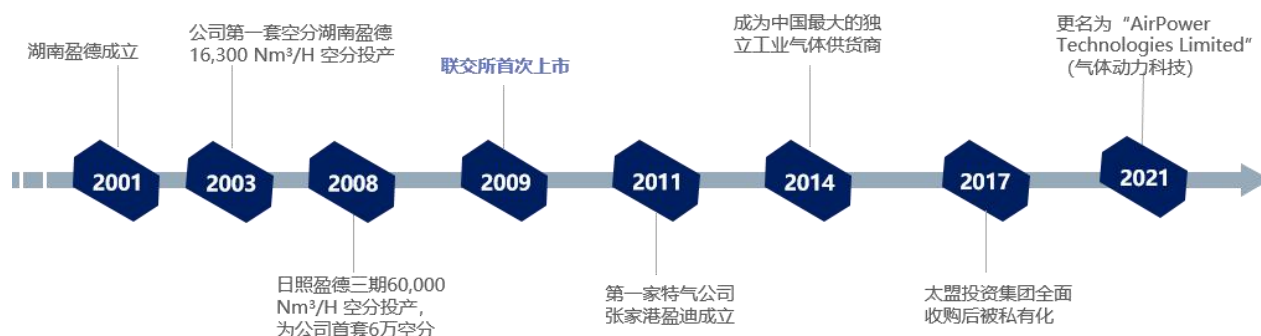 湖南盈德成立
公司第一套空分湖南盈德
16,300 Nm³/H 空分投产
联交所首次上市
成为中国最大的独
立工业气体供货商
更名为“AirPower
Technologies Limited”
(气体动力科技)
2001
2003
2008
2009
2011
2014
2017
2021
日照盈德三期60,000
Nm³/H 空分投产，
为公司首套6万空分
第一家特气公司
张家港盈迪成立
太盟投资集团全面
收购后被私有化